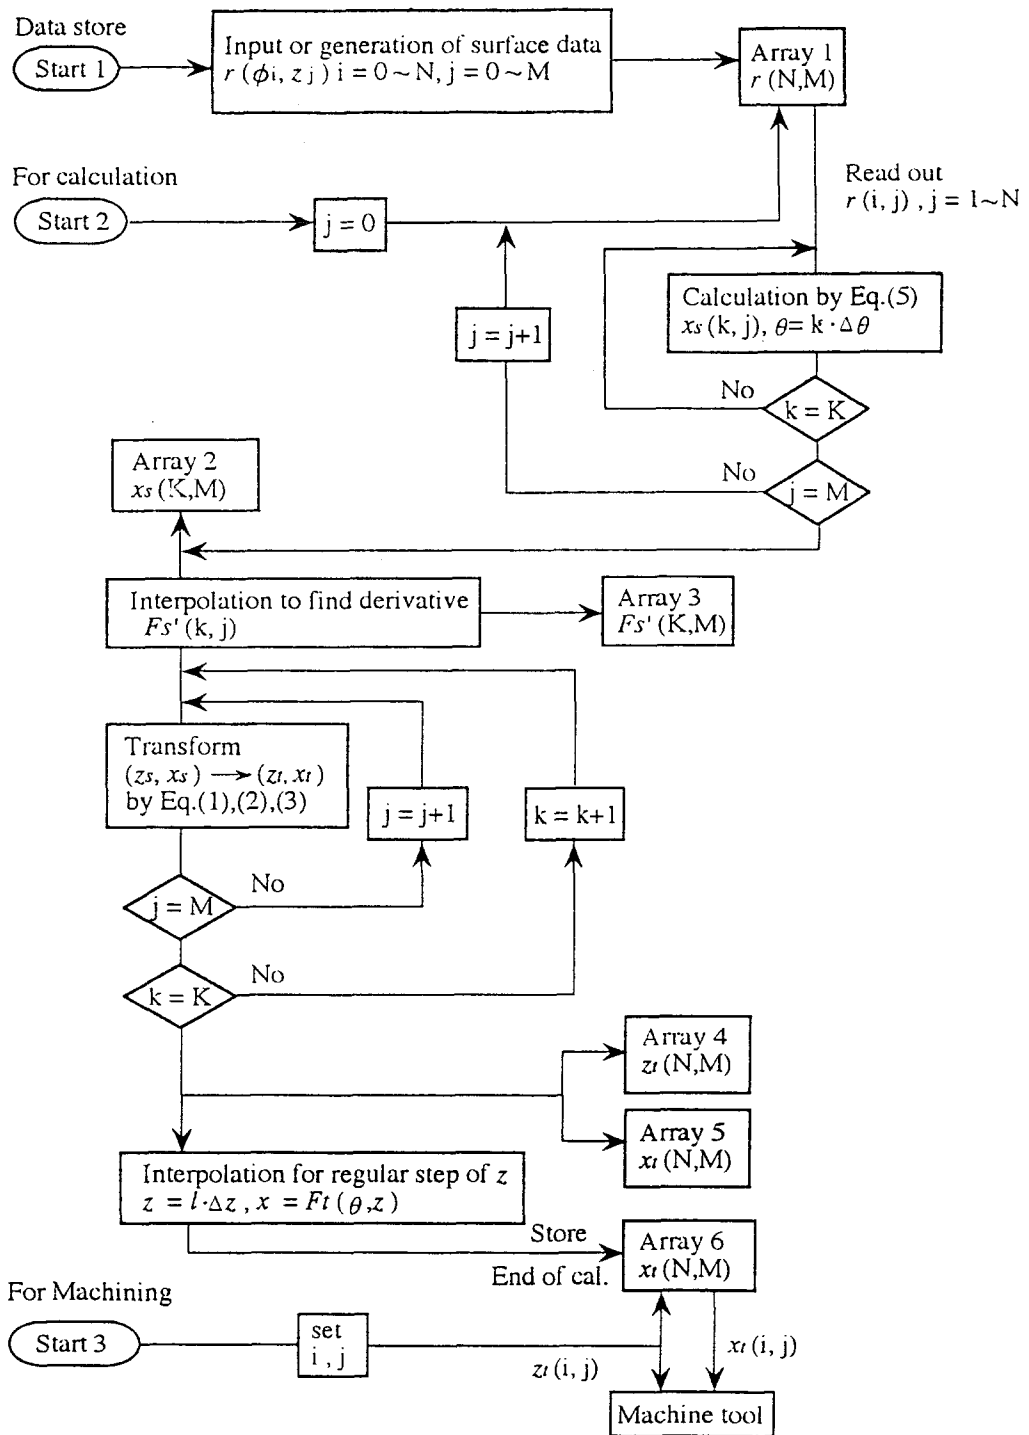 Data store
Start 1
Input or generation of surface data
r (ϕi, z j ) i = 0~N, j = 0~M
Array 1
r (N,M)
For calculation
Start 2
j = 0
Read out
r (i, j) , j = 1~N
j = j+1
Calculation by Eq.(5)
xs (k, j), θ= k · Δθ
No
k = K
No
j = M
Array 2
xs (K,M)
Interpolation to find derivative
Fs' (k, j)
Array 3
Fs' (K,M)
Transform
(zs, xs) → (zt, xt)
by Eq.(1),(2),(3)
j = j+1
k = k+1
No
j = M
No
k = K
Array 4
zt (N,M)
Array 5
xt (N,M)
Interpolation for regular step of z
z = l·Δz , x = Ft (θ,z)
Store
End of cal.
Array 6
xt (N,M)
For Machining
Start 3
set
i , j
zt (i, j)
xt (i, j)
Machine tool